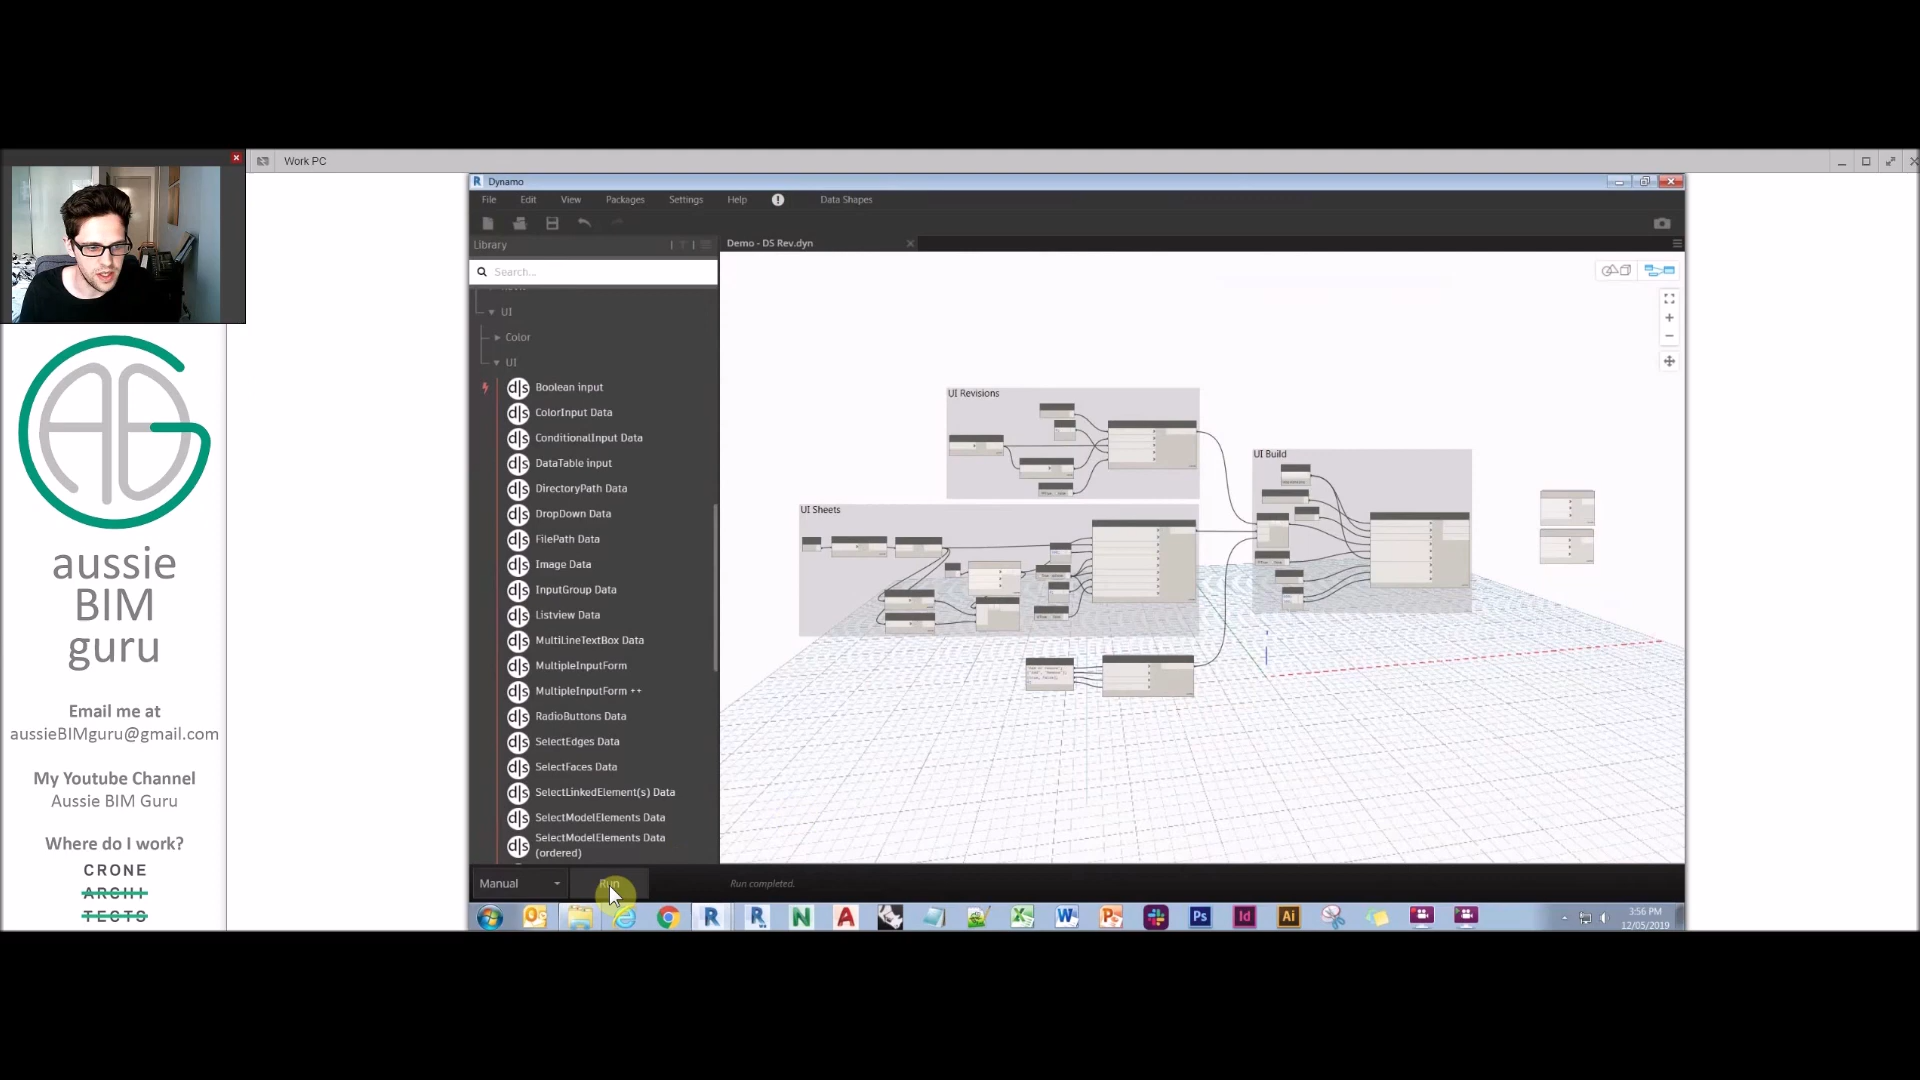 Work PC
Dynamo
File Edit View Packages Settings Help Data Shapes
Library
Demo - DS Rev.dyn
Search...
UI
Color
UI
Boolean input
ColorInput Data
ConditionalInput Data
DataTable input
DirectoryPath Data
DropDown Data
FilePath Data
Image Data
InputGroup Data
Listview Data
MultiLineTextBox Data
MultipleInputForm
MultipleInputForm ++
RadioButtons Data
SelectEdges Data
SelectFaces Data
SelectLinkedElement(s) Data
SelectModelElements Data
SelectModelElements Data
(ordered)
UI Revisions
UI Sheets
UI Build
Manual
Run
Run completed.
3:56 PM
12/05/2019
aussie
BIM
guru
Email me at
aussieBIMguru@gmail.com
My Youtube Channel
Aussie BIM Guru
Where do I work?
CRONE
ARCHI
TECTS